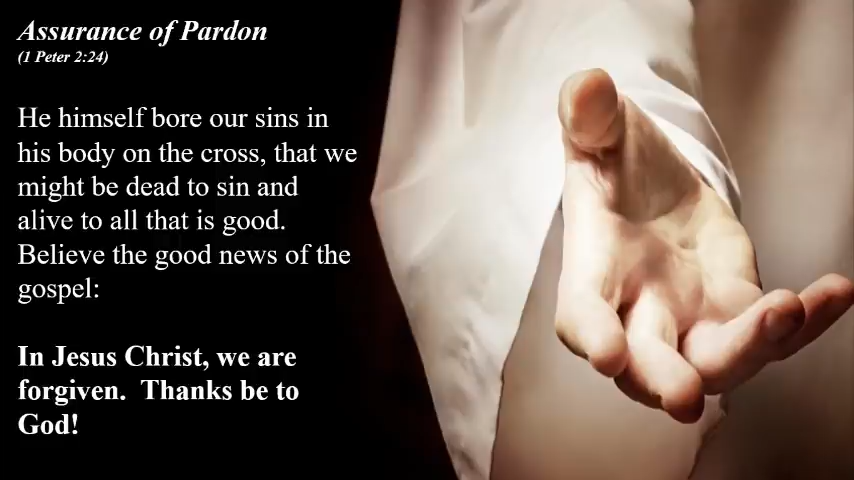 Assurance of Pardon
(1 Peter 2:24)
He himself bore our sins in
his body on the cross, that we
might be dead to sin and
alive to all that is good.
Believe the good news of the
gospel:
In Jesus Christ, we are
forgiven.  Thanks be to
God!